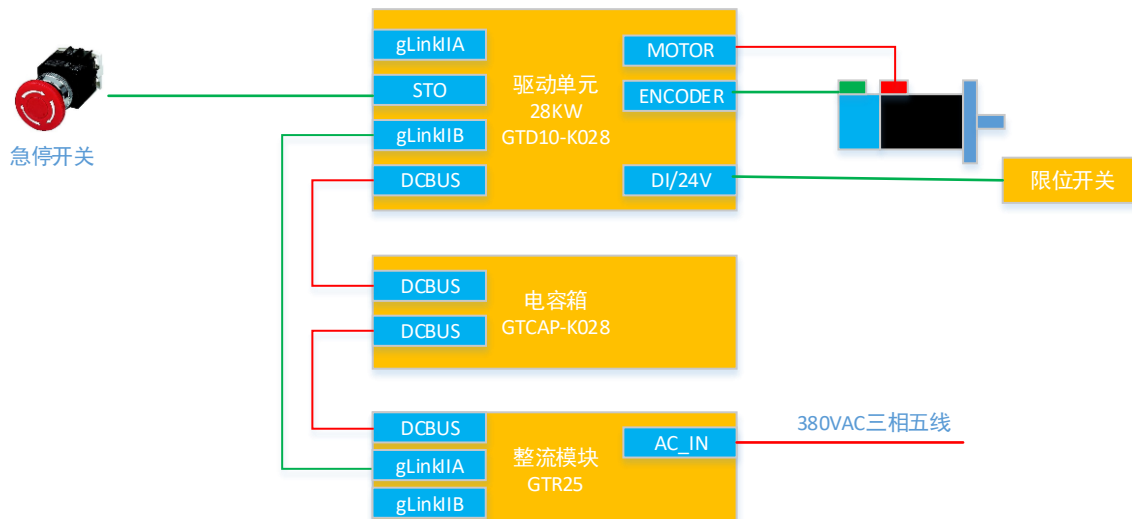 gLinkIIA
STO
gLinkIIB
DCBUS
驱动单元
28KW
GTD10-K028
MOTOR
ENCODER
DI/24V
急停开关
限位开关
DCBUS
DCBUS
电容箱
GTCAP-K028
DCBUS
gLinkIIA
gLinkIIB
整流模块
GTR25
AC_IN
380VAC三相五线